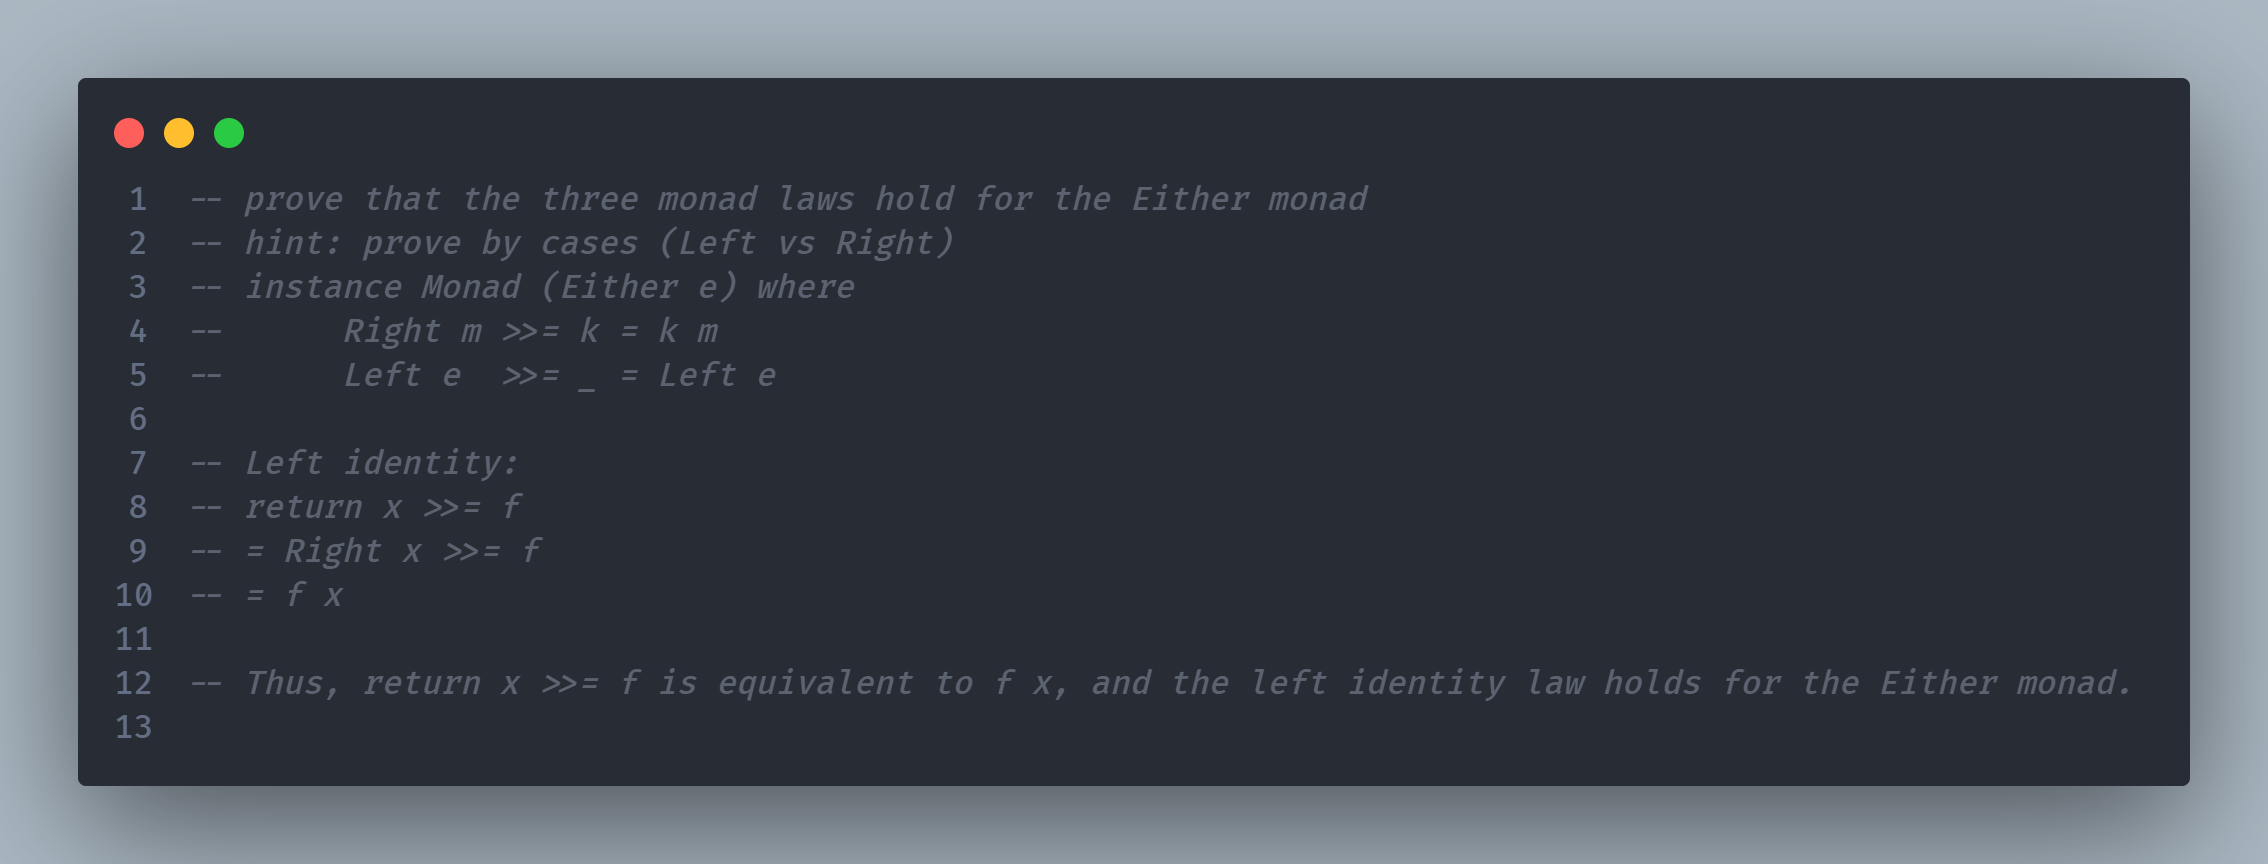 1 -- prove that the three monad laws hold for the Either monad
2 -- hint: prove by cases (Left vs Right)
3 -- instance Monad (Either e) where
4 --      Right m >>= k = k m
5 --      Left e  >>= _ = Left e
6
7 -- Left identity:
8 -- return x >>= f
9 -- = Right x >>= f
10 -- = f x
11
12 -- Thus, return x >>= f is equivalent to f x, and the left identity law holds for the Either monad.
13